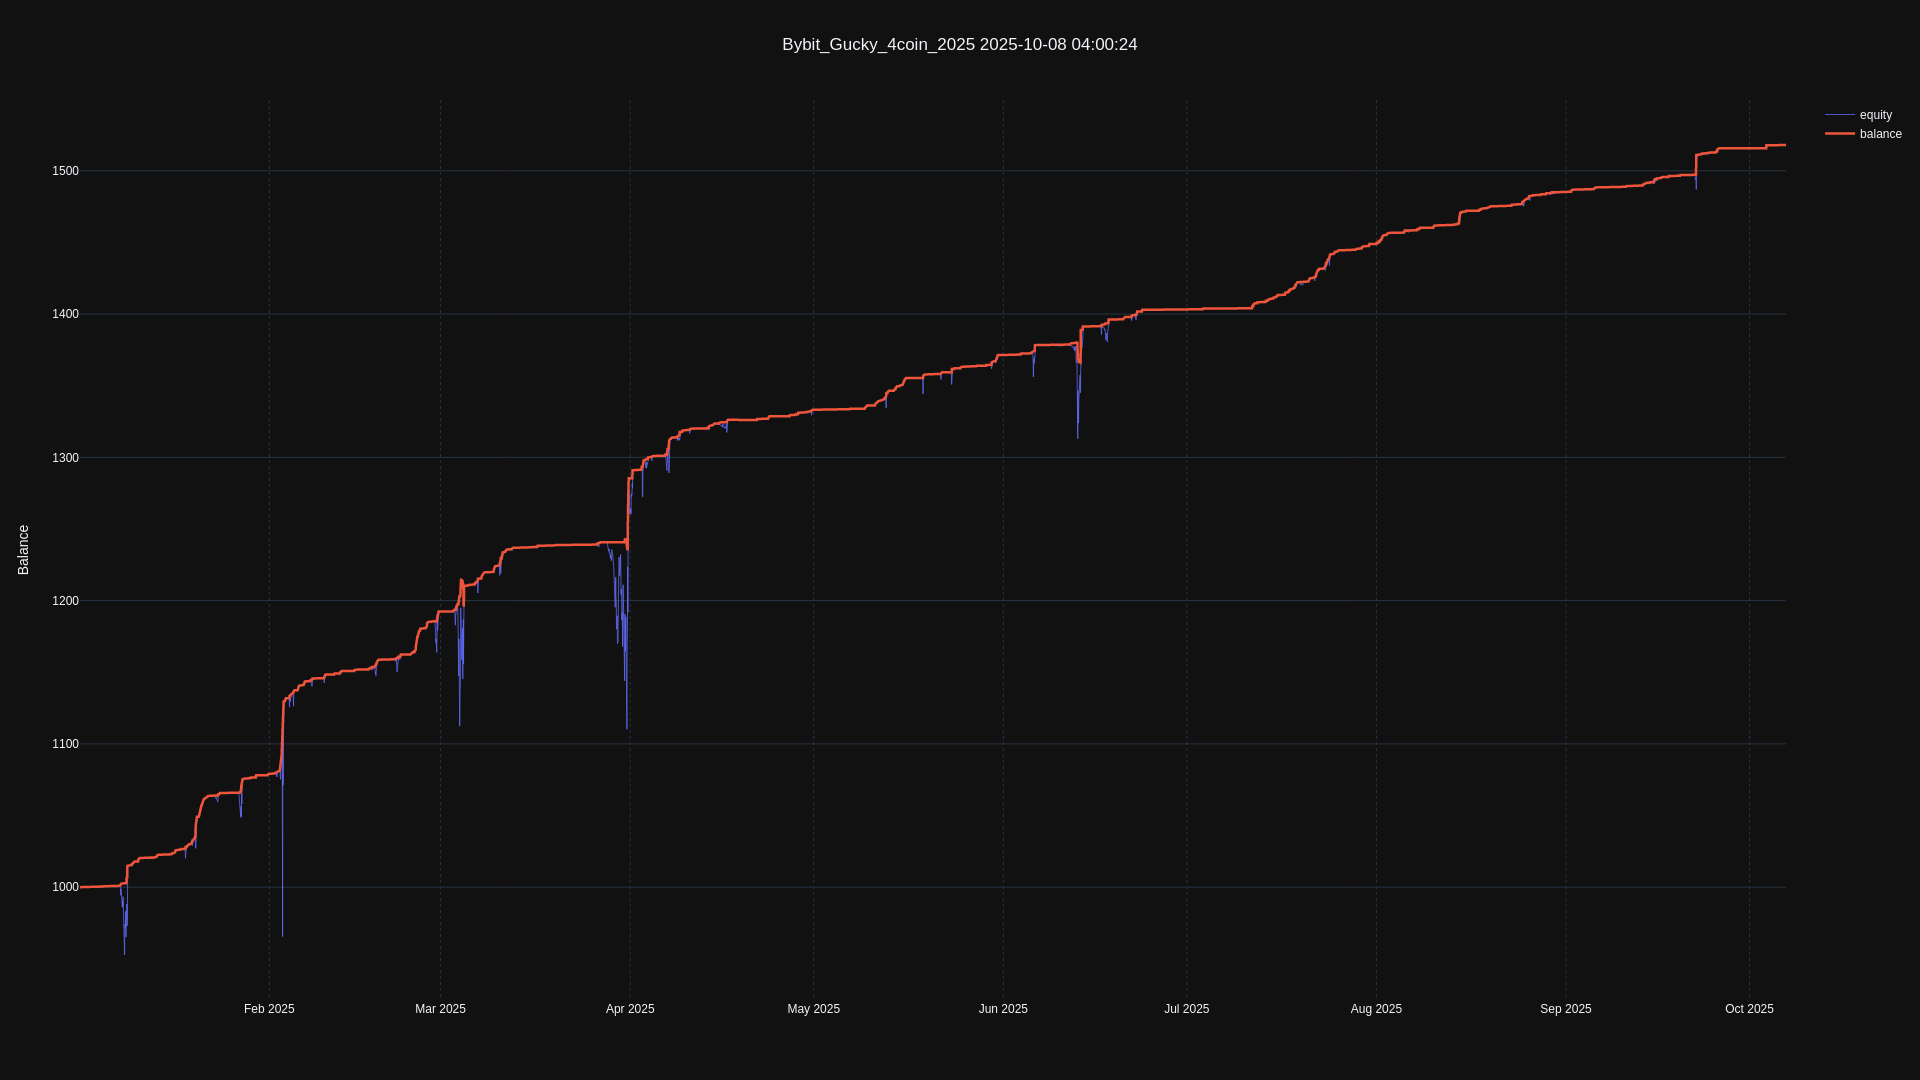 Bybit_Gucky_4coin_2025 2025-10-08 04:00:24
equity
balance
1500
1400
1300
1200
1100
1000
Balance
Feb 2025
Mar 2025
Apr 2025
May 2025
Jun 2025
Jul 2025
Aug 2025
Sep 2025
Oct 2025